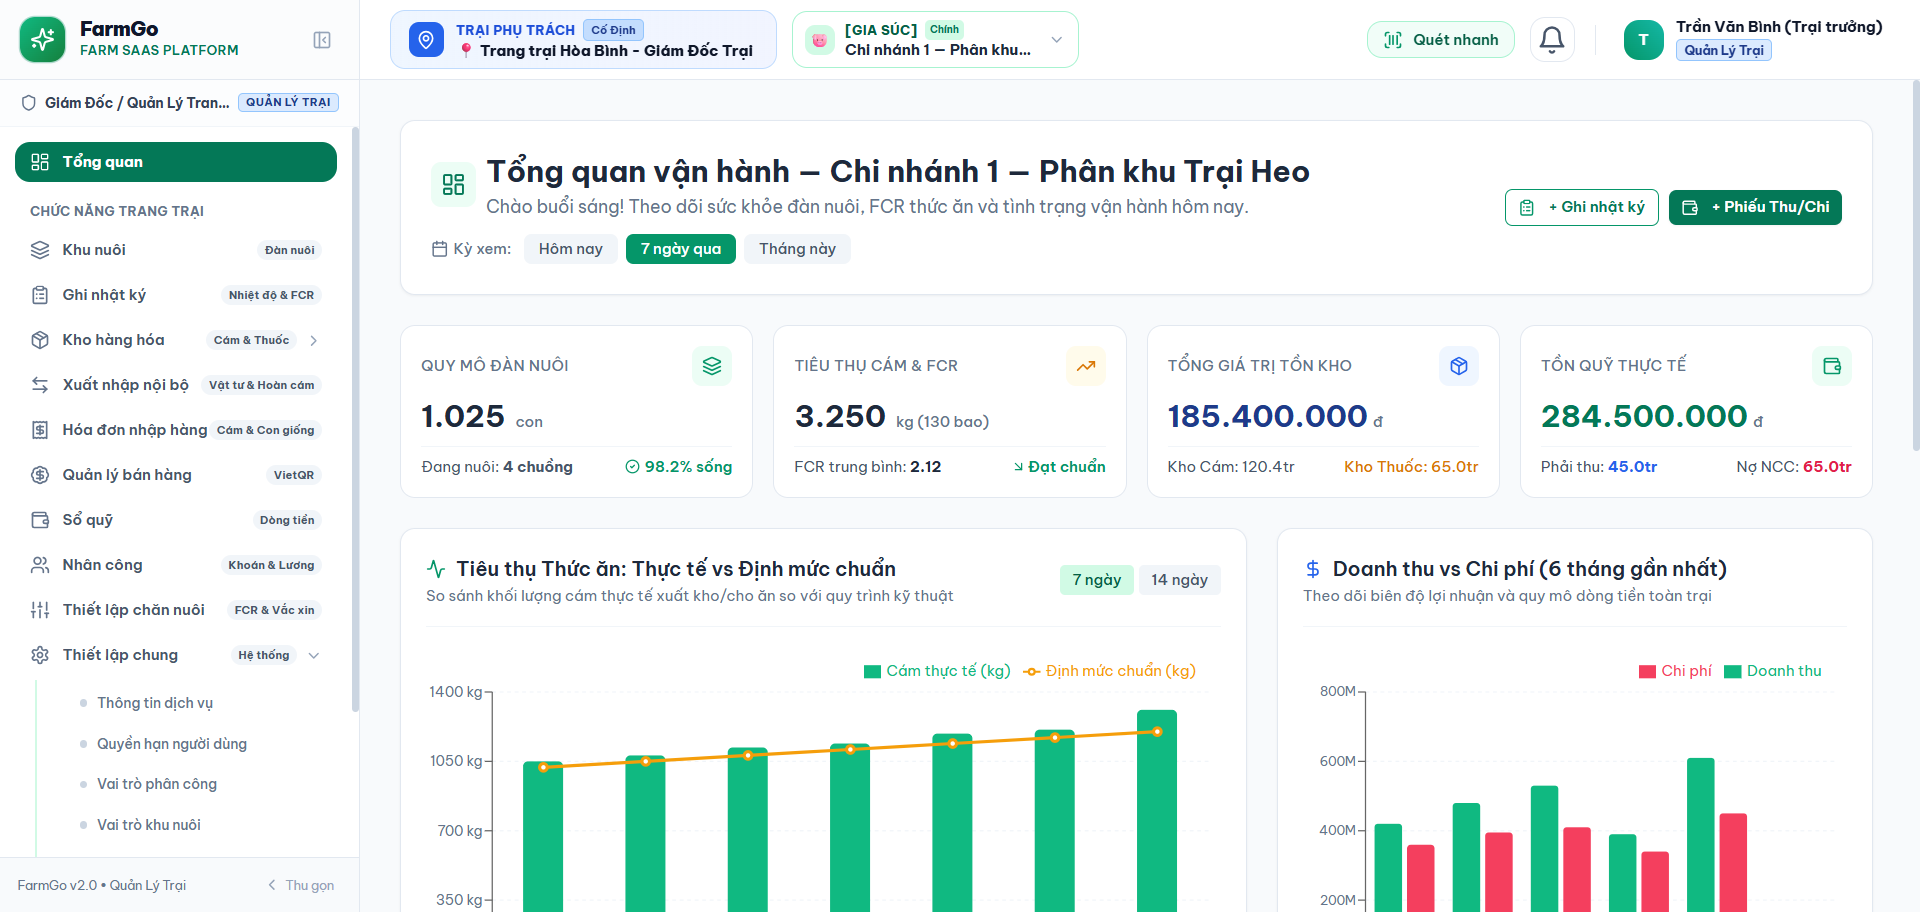 FarmGo
FARM SAAS PLATFORM
TRẠI PHỤ TRÁCH Cố Định
Trang trại Hòa Bình - Giám Đốc Trại
[GIA SÚC] Chính
Chi nhánh 1 — Phân khu...
Quét nhanh
T
Trần Văn Bình (Trại trưởng)
Quản Lý Trại
Giám Đốc / Quản Lý Tran... QUẢN LÝ TRẠI
Tổng quan
CHỨC NĂNG TRANG TRẠI
Khu nuôi Đàn nuôi
Ghi nhật ký Nhiệt độ & FCR
Kho hàng hóa Cám & Thuốc
Xuất nhập nội bộ Vật tư & Hoàn cám
Hóa đơn nhập hàng Cám & Con giống
Quản lý bán hàng VietQR
Sổ quỹ Dòng tiền
Nhân công Khoán & Lương
Thiết lập chăn nuôi FCR & Vắc xin
Thiết lập chung Hệ thống
Thông tin dịch vụ
Quyền hạn người dùng
Vai trò phân công
Vai trò khu nuôi
FarmGo v2.0 • Quản Lý Trại Thu gọn
Tổng quan vận hành — Chi nhánh 1 — Phân khu Trại Heo
Chào buổi sáng! Theo dõi sức khỏe đàn nuôi, FCR thức ăn và tình trạng vận hành hôm nay.
Kỳ xem: Hôm nay 7 ngày qua Tháng này
+ Ghi nhật ký + Phiếu Thu/Chi
QUY MÔ ĐÀN NUÔI
1.025 con
Đang nuôi: 4 chuồng 98.2% sống
TIÊU THỤ CÁM & FCR
3.250 kg (130 bao)
FCR trung bình: 2.12 Đạt chuẩn
TỔNG GIÁ TRỊ TỒN KHO
185.400.000 đ
Kho Cám: 120.4tr Kho Thuốc: 65.0tr
TỒN QUỸ THỰC TẾ
284.500.000 đ
Phải thu: 45.0tr Nợ NCC: 65.0tr
Tiêu thụ Thức ăn: Thực tế vs Định mức chuẩn
So sánh khối lượng cám thực tế xuất kho/cho ăn so với quy trình kỹ thuật
7 ngày 14 ngày
Cám thực tế (kg) Định mức chuẩn (kg)
1400 kg
1050 kg
700 kg
350 kg
Doanh thu vs Chi phí (6 tháng gần nhất)
Theo dõi biên độ lợi nhuận và quy mô dòng tiền toàn trại
Chi phí Doanh thu
800M
600M
400M
200M